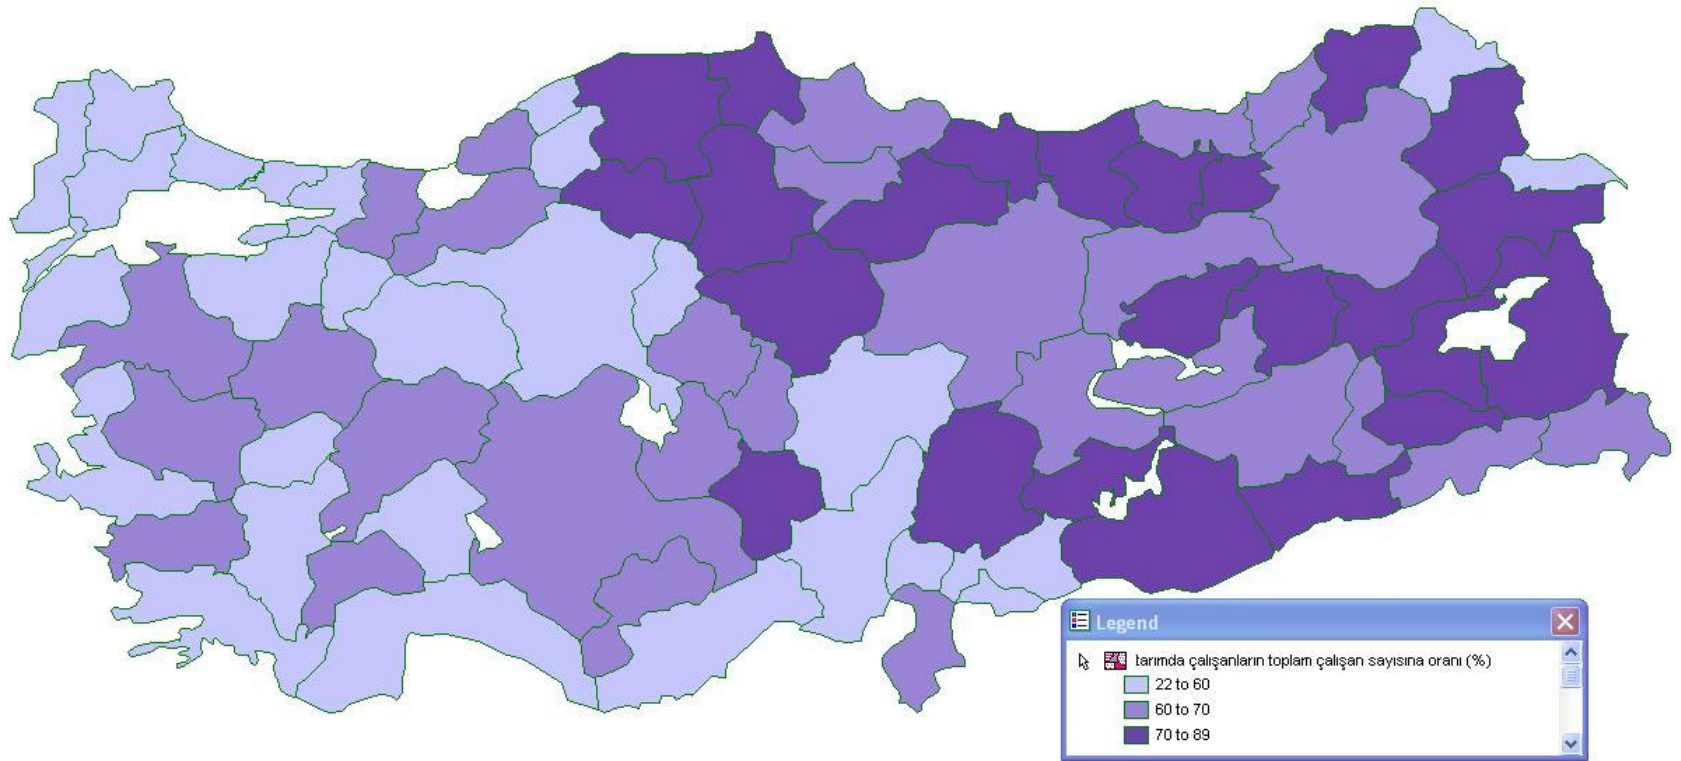 Legend
tarımda çalışanların toplam çalışan sayısına oranı (%)
22 to 60
60 to 70
70 to 89